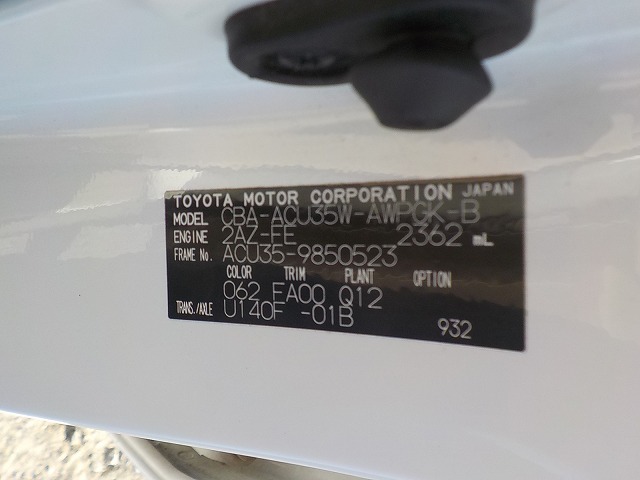 TOYOTA MOTOR CORPORATION JAPAN
MODEL CBA-ACU35W-AWPGK-B
ENGINE 2AZ-FE 2362 mL
FRAME No. ACU35-9850523
COLOR TRIM PLANT OPTION
062 FA00 Q12
TRANS./AXLE U140F -01B
932